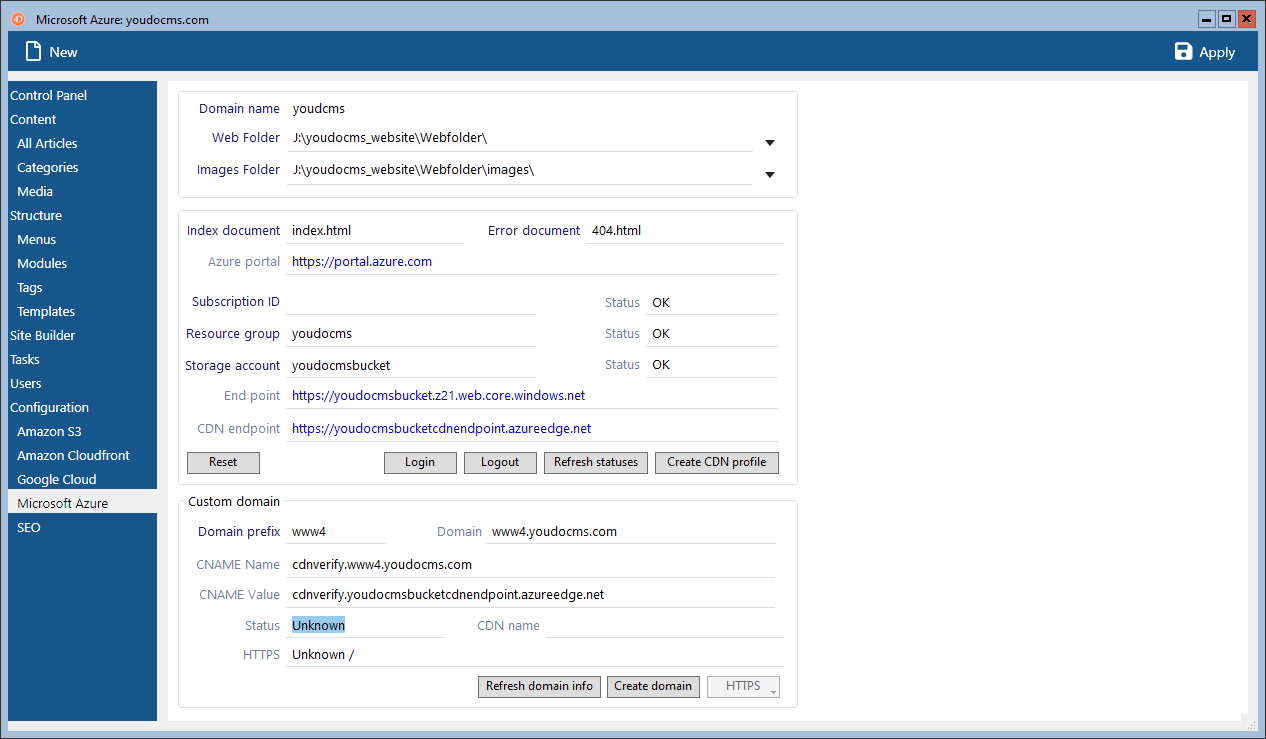 Microsoft Azure: youdocms.com
New
Apply
Control Panel
Content
All Articles
Categories
Media
Structure
Menus
Modules
Tags
Templates
Site Builder
Tasks
Users
Configuration
Amazon S3
Amazon Cloudfront
Google Cloud
Microsoft Azure
SEO
Domain name youdcms
Web Folder J:\youdocms_website\Webfolder\
Images Folder J:\youdocms_website\Webfolder\images\
Index document index.html Error document 404.html
Azure portal https://portal.azure.com
Subscription ID Status OK
Resource group youdocms Status OK
Storage account youdocmsbucket Status OK
End point https://youdocmsbucket.z21.web.core.windows.net
CDN endpoint https://youdocmsbucketcdnendpoint.azureedge.net
Reset Login Logout Refresh statuses Create CDN profile
Custom domain
Domain prefix www4 Domain www4.youdocms.com
CNAME Name cdnverify.www4.youdocms.com
CNAME Value cdnverify.youdocmsbucketcdnendpoint.azureedge.net
Status Unknown CDN name
HTTPS Unknown /
Refresh domain info Create domain HTTPS